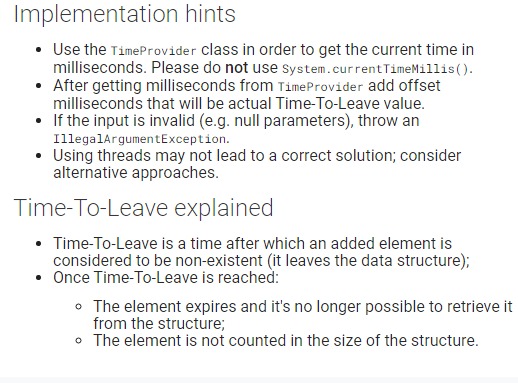 Implementation hints
• Use the TimeProvider class in order to get the current time in
milliseconds. Please do not use System.currentTimeMillis().
• After getting milliseconds from TimeProvider add offset
milliseconds that will be actual Time-To-Leave value.
• If the input is invalid (e.g. null parameters), throw an
IllegalArgumentException.
• Using threads may not lead to a correct solution; consider
alternative approaches.
Time-To-Leave explained
• Time-To-Leave is a time after which an added element is
considered to be non-existent (it leaves the data structure);
• Once Time-To-Leave is reached:
◦ The element expires and it's no longer possible to retrieve it
from the structure;
◦ The element is not counted in the size of the structure.